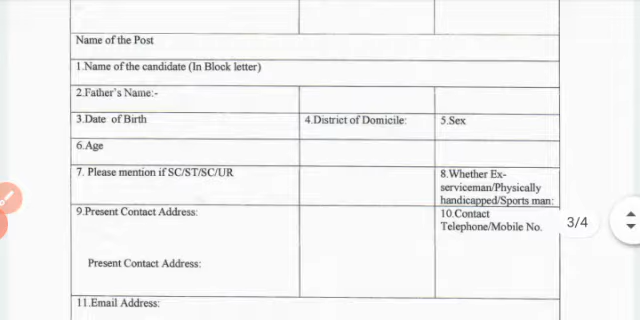 Name of the Post
1.Name of the candidate (In Block letter)
2.Father's Name:-
3.Date of Birth
4.District of Domicile:
5.Sex
6.Age
7. Please mention if SC/ST/SC/UR
8.Whether Ex-
serviceman/Physically
handicapped/Sports man:
9.Present Contact Address:
10.Contact
Telephone/Mobile No.
3/4
Present Contact Address:
11.Email Address: